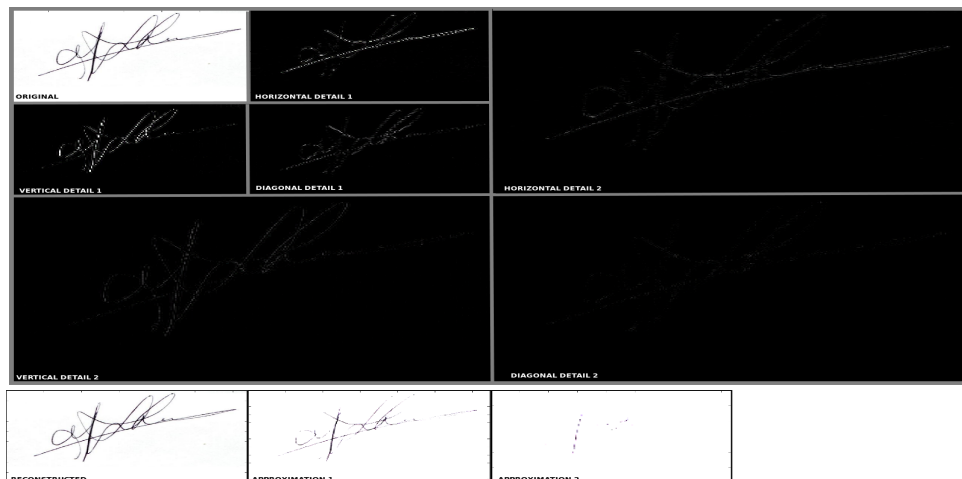 ORIGINAL
HORIZONTAL DETAIL 1
VERTICAL DETAIL 1
DIAGONAL DETAIL 1
HORIZONTAL DETAIL 2
VERTICAL DETAIL 2
DIAGONAL DETAIL 2
RECONSTRUCTED
APPROXIMATION 1
APPROXIMATION 2